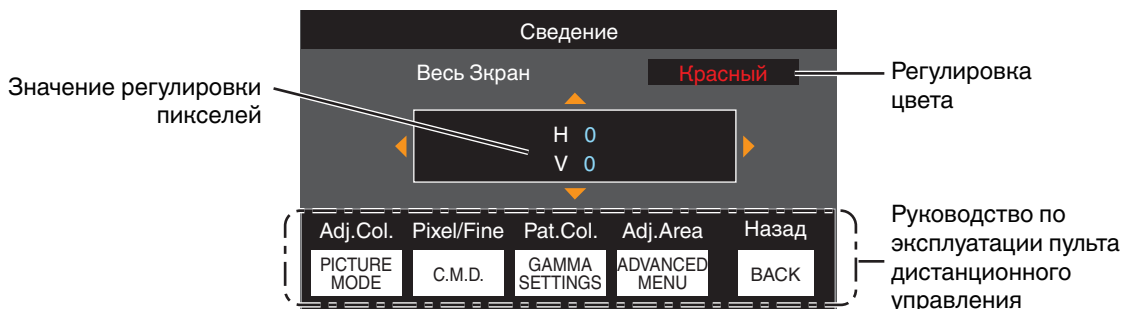 Сведение
Весь Зкран
Красный
Значение регулировки
пикселей
H 0
V 0
Регулировка
цвета
Adj.Col.
Pixel/Fine
Pat.Col.
Adj.Area
Назад
PICTURE
MODE
C.M.D.
GAMMA
SETTINGS
ADVANCED
MENU
BACK
Руководство по
эксплуатации пульта
дистанционного
управления